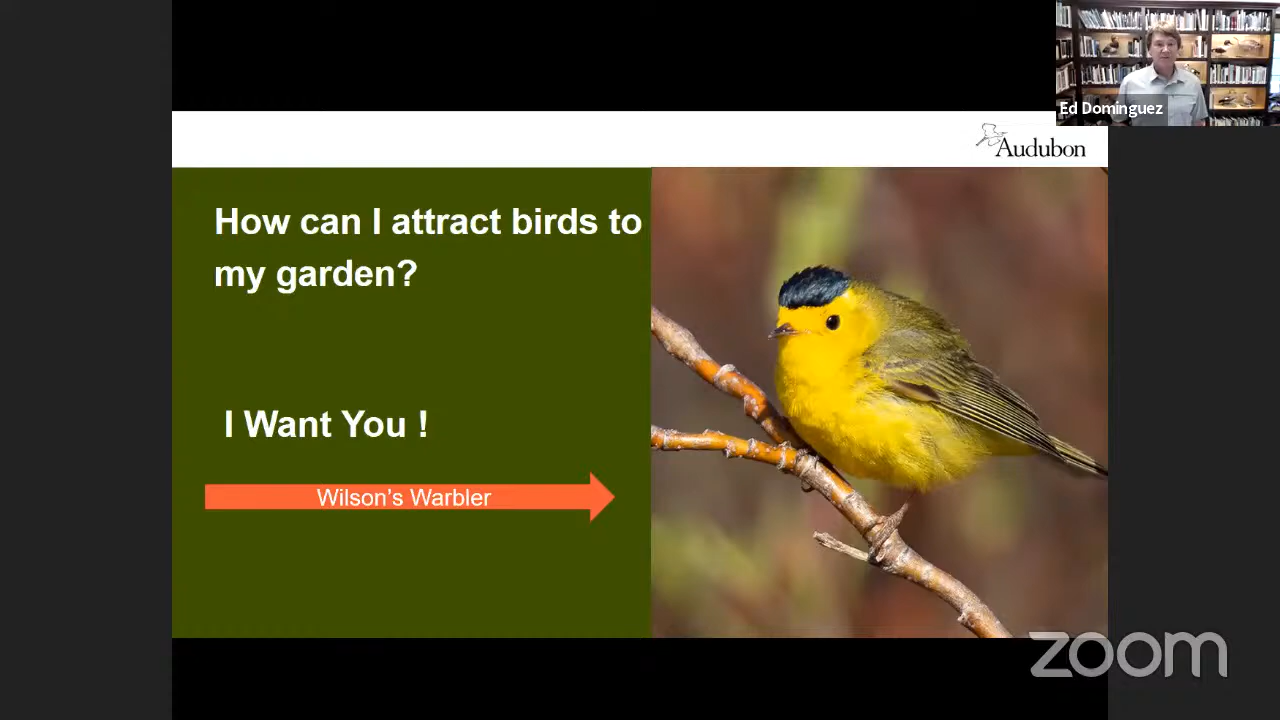 Ed Dominguez
Audubon
How can I attract birds to
my garden?
I Want You !
Wilson's Warbler
zoom